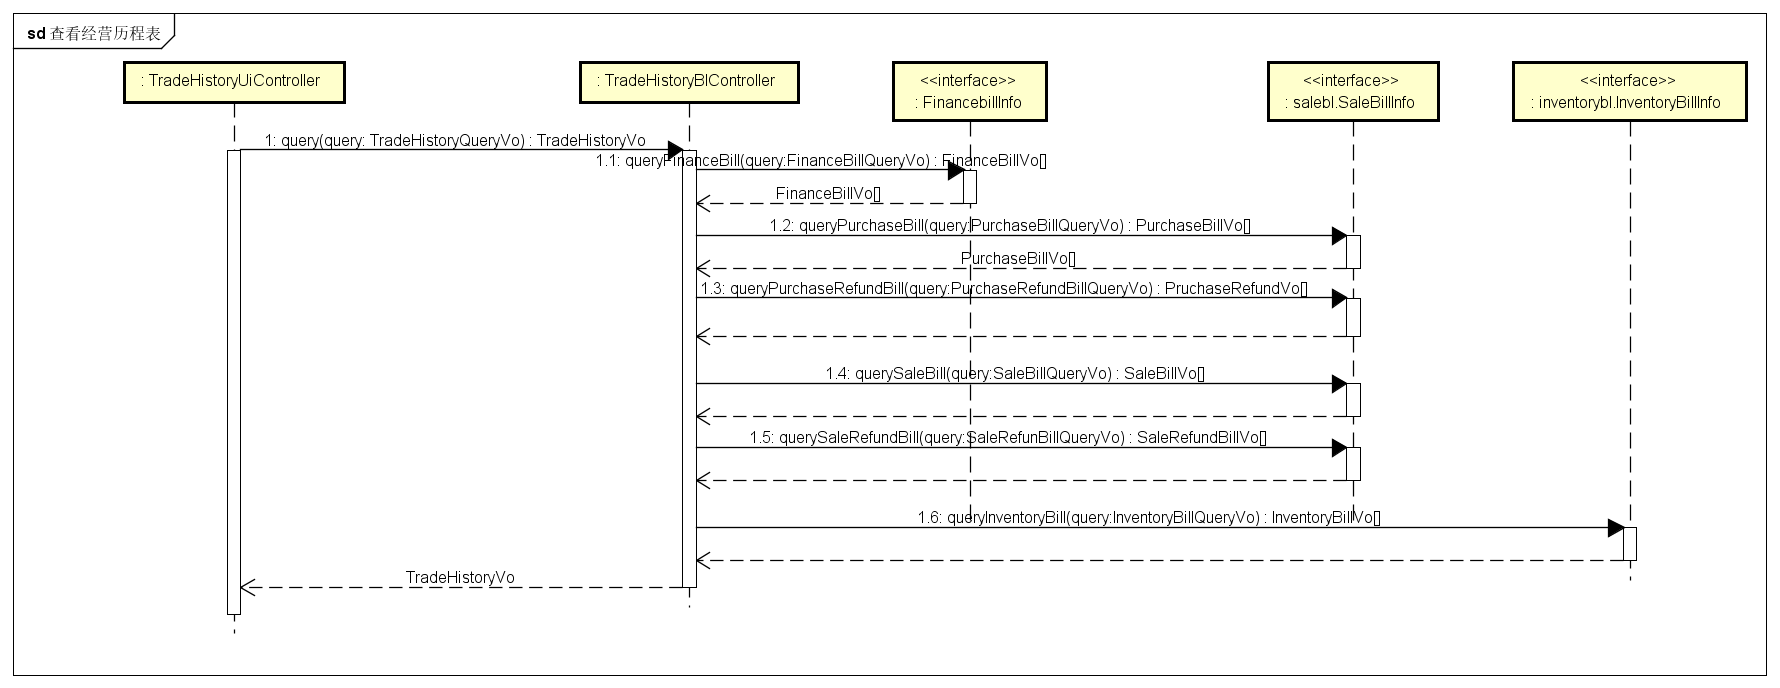 sd 查看经营历程表
: TradeHistoryUiController
: TradeHistoryBlController
<<interface>>
: FinancebillInfo
<<interface>>
: salebl.SaleBillInfo
<<interface>>
: inventorybl.InventoryBillInfo
1: query(query: TradeHistoryQueryVo) : TradeHistoryVo
1.1: queryFinanceBill(query:FinanceBillQueryVo) : FinanceBillVo[]
FinanceBillVo[]
1.2: queryPurchaseBill(query:PurchaseBillQueryVo) : PurchaseBillVo[]
PurchaseBillVo[]
1.3: queryPurchaseRefundBill(query:PurchaseRefundBillQueryVo) : PruchaseRefundVo[]
1.4: querySaleBill(query:SaleBillQueryVo) : SaleBillVo[]
1.5: querySaleRefundBill(query:SaleRefunBillQueryVo) : SaleRefundBillVo[]
1.6: queryInventoryBill(query:InventoryBillQueryVo) : InventoryBillVo[]
TradeHistoryVo